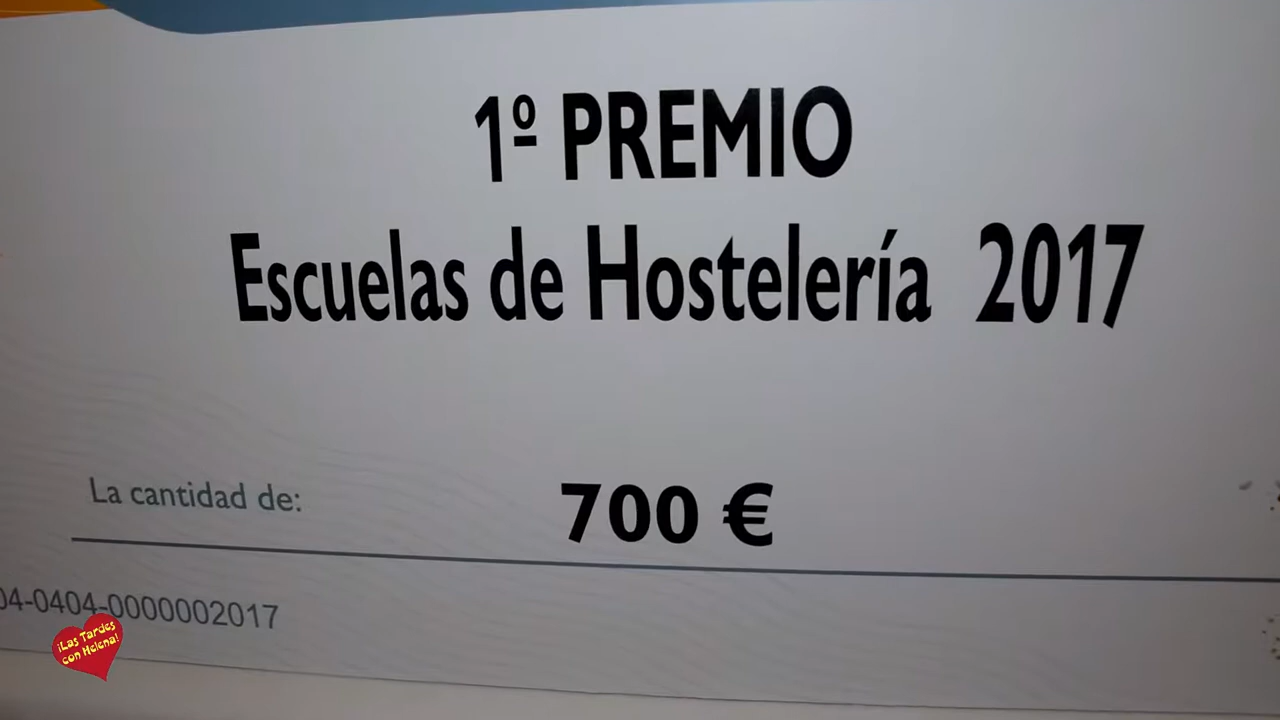 1º PREMIO
Escuelas de Hostelería 2017
La cantidad de:
700 €
04-0404-0000002017
¡Las Tardes
con Helena!